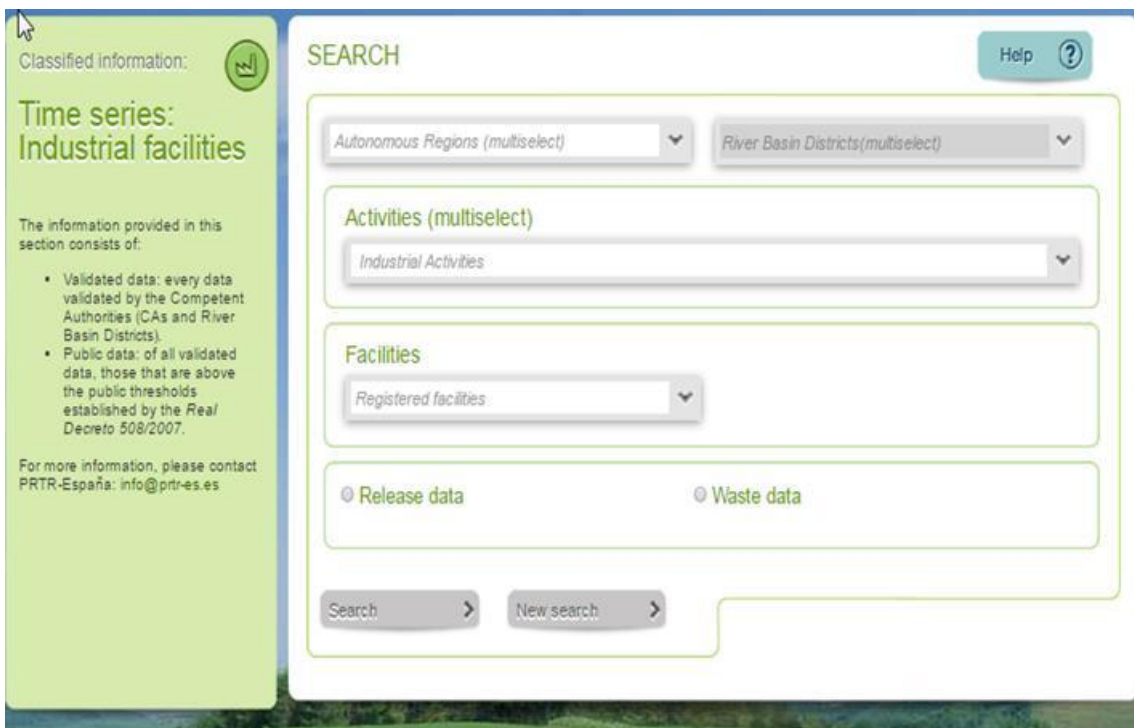 Classified information:
Time series:
Industrial facilities
The information provided in this
section consists of:
• Validated data: every data
validated by the Competent
Authorities (CAs and River
Basin Districts).
• Public data: of all validated
data, those that are above
the public thresholds
established by the Real
Decreto 508/2007.
For more information, please contact
PRTR-España: info@prtr-es.es
SEARCH
Help ?
Autonomous Regions (multiselect)
River Basin Districts(multiselect)
Activities (multiselect)
Industrial Activities
Facilities
Registered facilities
Release data
Waste data
Search
New search